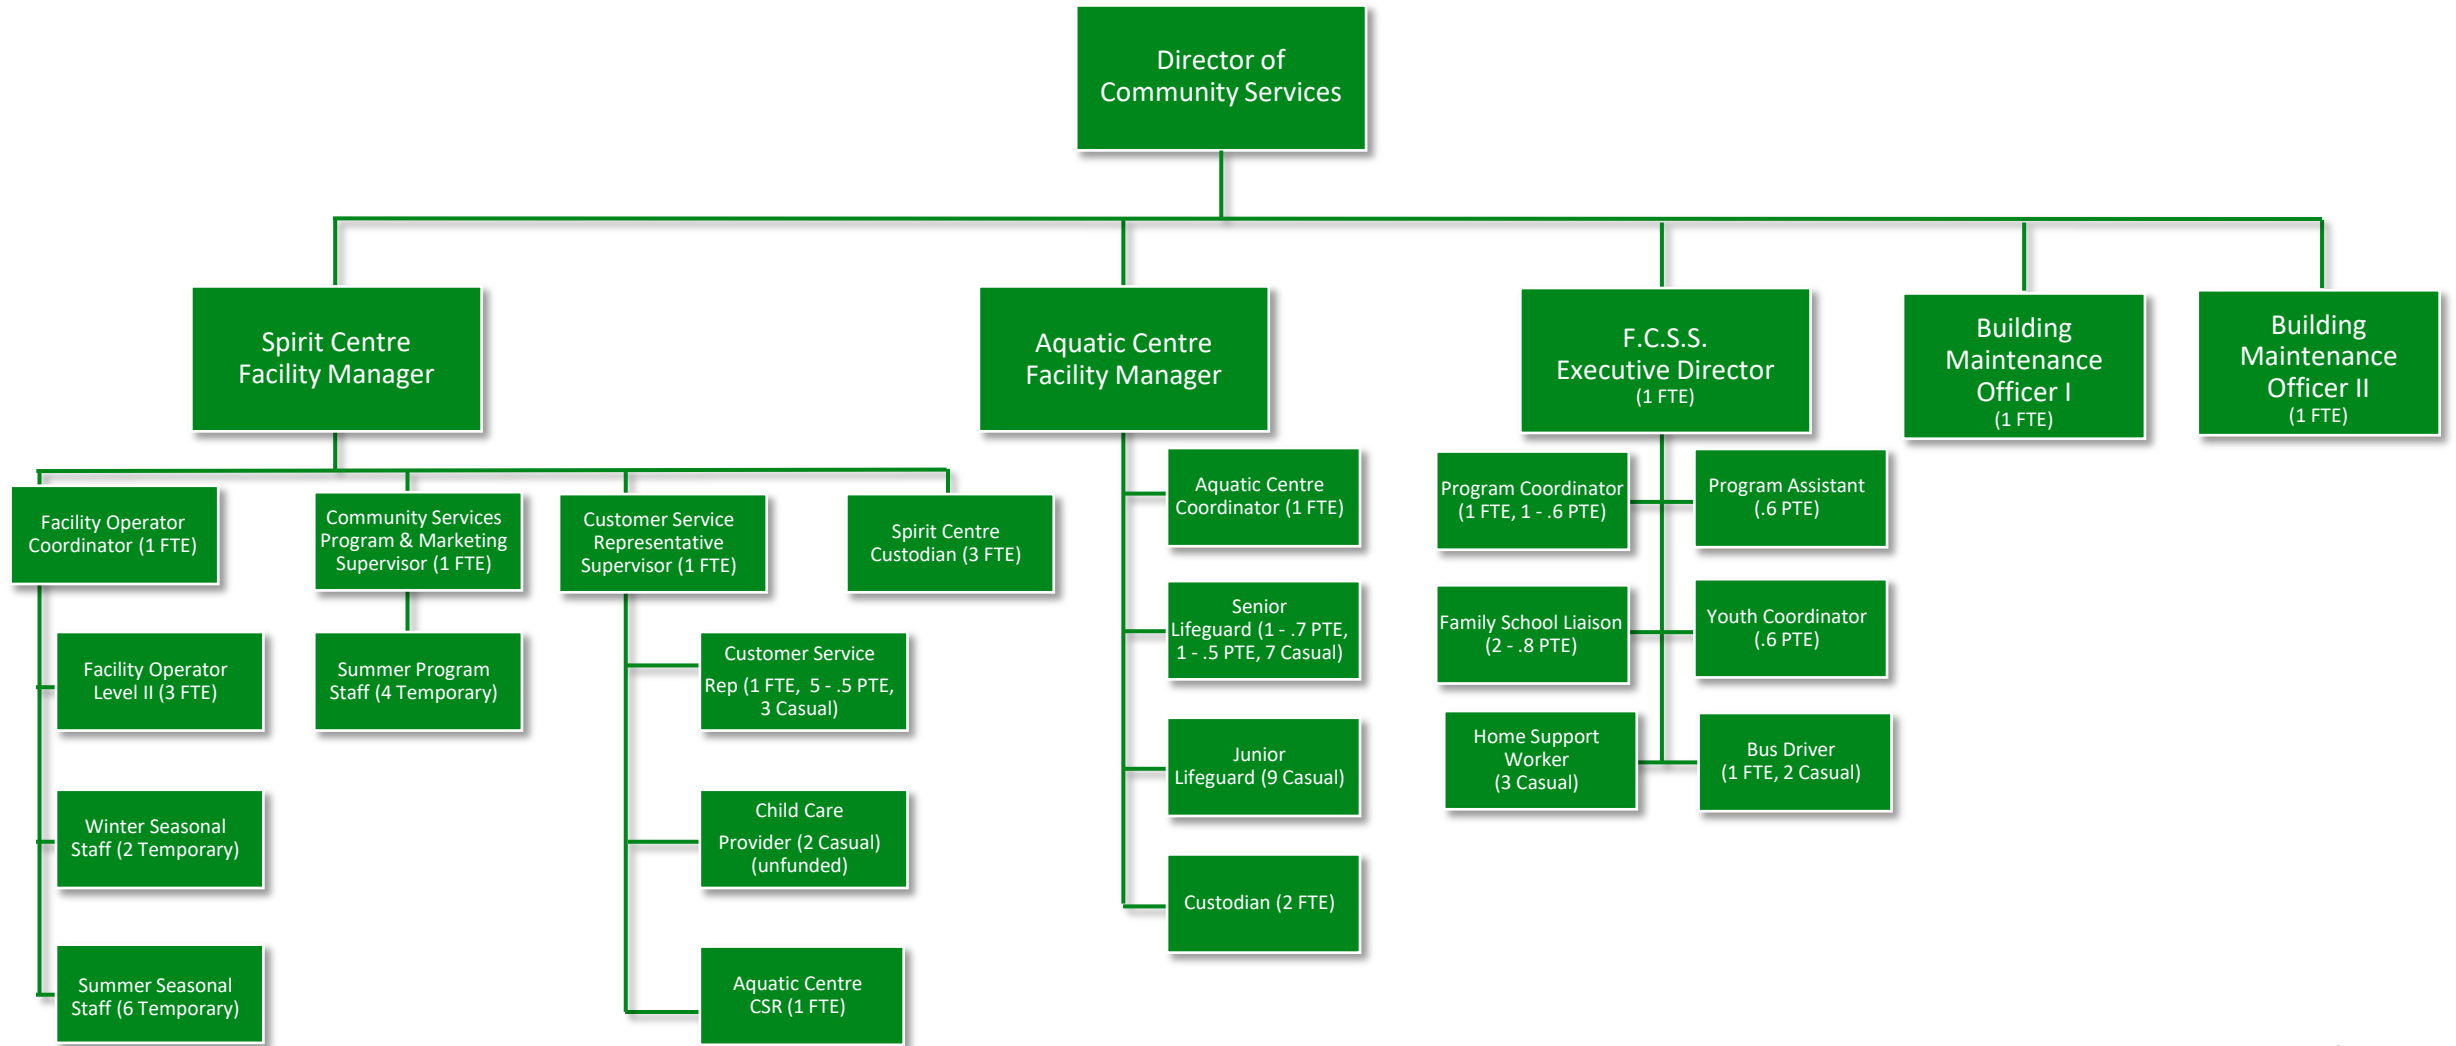 Director of
Community Services
Spirit Centre
Facility Manager
Aquatic Centre
Facility Manager
F.C.S.S.
Executive Director
(1 FTE)
Building
Maintenance
Officer I
(1 FTE)
Building
Maintenance
Officer II
(1 FTE)
Facility Operator
Coordinator (1 FTE)
Community Services
Program & Marketing
Supervisor (1 FTE)
Customer Service
Representative
Supervisor (1 FTE)
Spirit Centre
Custodian (3 FTE)
Facility Operator
Level II (3 FTE)
Winter Seasonal
Staff (2 Temporary)
Summer Seasonal
Staff (6 Temporary)
Summer Program
Staff (4 Temporary)
Customer Service
Rep (1 FTE, 5 - .5 PTE,
3 Casual)
Child Care
Provider (2 Casual)
(unfunded)
Aquatic Centre
CSR (1 FTE)
Aquatic Centre
Coordinator (1 FTE)
Senior
Lifeguard (1 - .7 PTE,
1 - .5 PTE, 7 Casual)
Junior
Lifeguard (9 Casual)
Custodian (2 FTE)
Program Coordinator
(1 FTE, 1 - .6 PTE)
Program Assistant
(.6 PTE)
Family School Liaison
(2 - .8 PTE)
Youth Coordinator
(.6 PTE)
Home Support
Worker
(3 Casual)
Bus Driver
(1 FTE, 2 Casual)